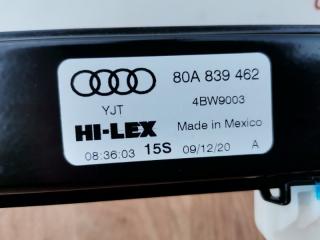 80A 839 462
YJT 4BW9003
HI-LEX Made in Mexico
08:36:03 15S 09/12/20 A